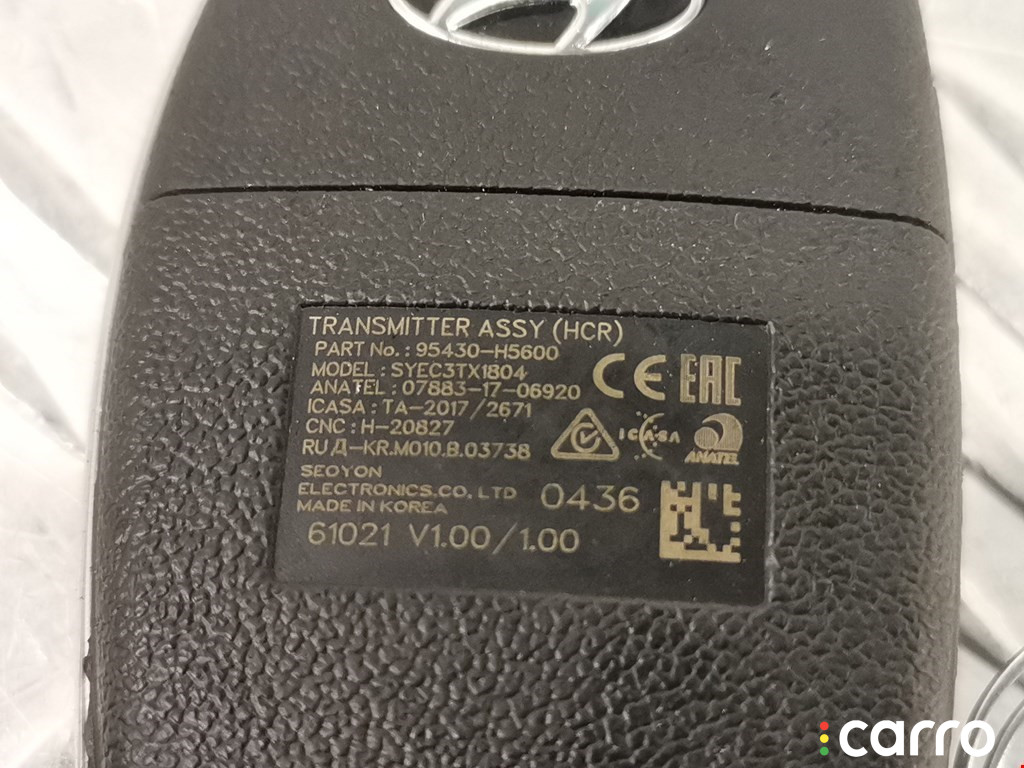 TRANSMITTER ASSY (HCR)
PART No.: 95430-H5600
MODEL : SYEC3TX1804
ANATEL : 07883-17-06920
ICASA : TA-2017/2671
CNC : H-20827
RU Д-KR.M010.B.03738
CE EAC
ICASA ANATEL
SEOYON
ELECTRONICS.CO. LTD 0436
MADE IN KOREA
61021 V1.00/1.00
carro